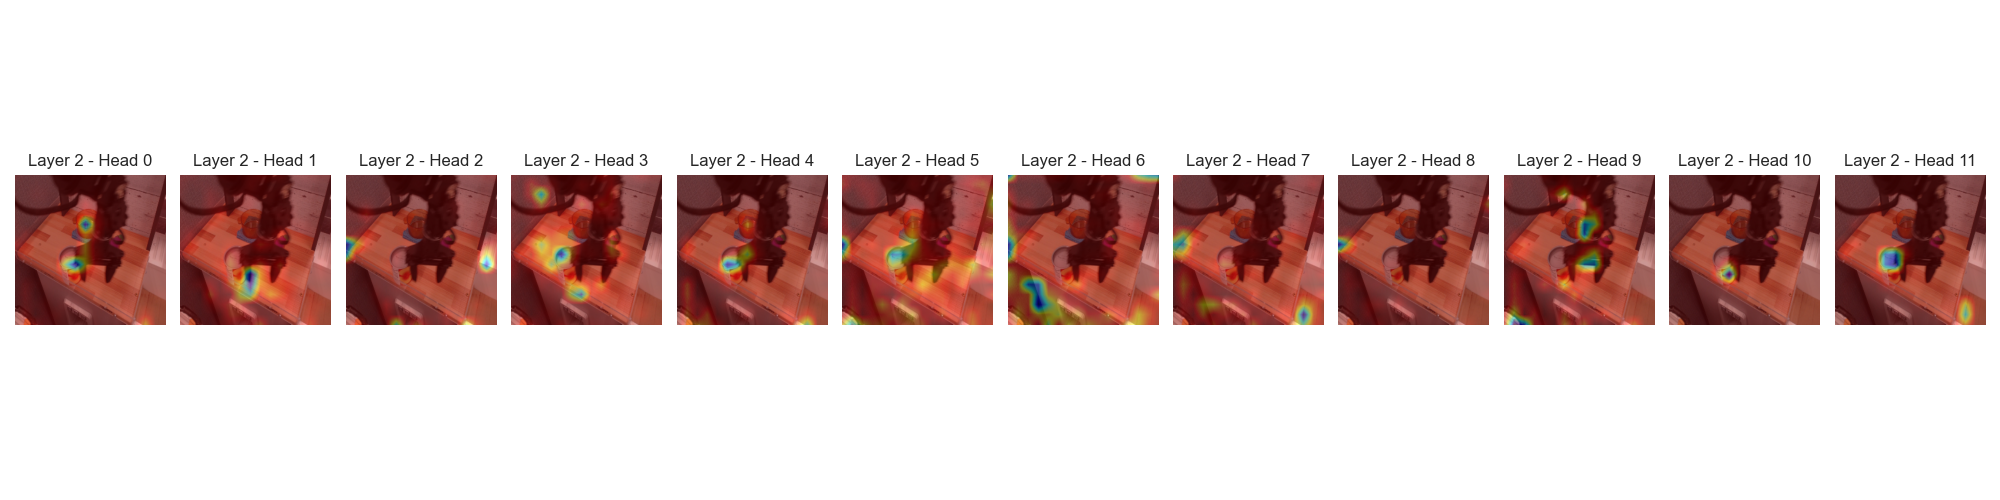 Layer 2 - Head 0
Layer 2 - Head 1
Layer 2 - Head 2
Layer 2 - Head 3
Layer 2 - Head 4
Layer 2 - Head 5
Layer 2 - Head 6
Layer 2 - Head 7
Layer 2 - Head 8
Layer 2 - Head 9
Layer 2 - Head 10
Layer 2 - Head 11